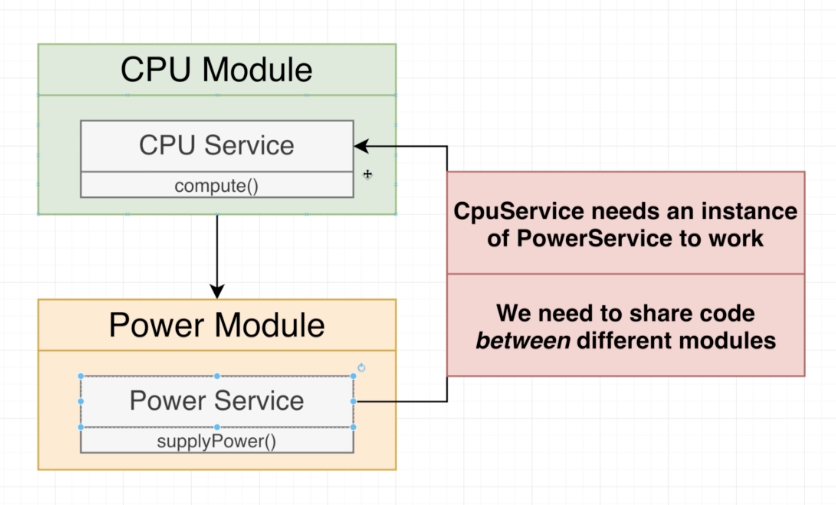 CPU Module
CPU Service
compute()
CpuService needs an instance
of PowerService to work
We need to share code
between different modules
Power Module
Power Service
supplyPower()